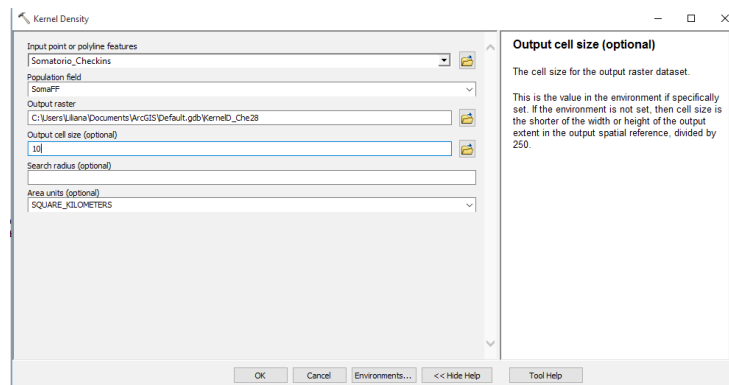 Kernel Density
Input point or polyline features
Somatorio_Checkins
Population field
SomaFF
Output raster
C:\Users\Liliana\Documents\ArcGIS\Default.gdb\KernelD_Che28
Output cell size (optional)
10
Search radius (optional)
Area units (optional)
SQUARE_KILOMETERS
OK
Cancel
Environments...
<< Hide Help
Output cell size (optional)
The cell size for the output raster dataset.
This is the value in the environment if specifically
set. If the environment is not set, then cell size is
the shorter of the width or height of the output
extent in the output spatial reference, divided by
250.
Tool Help